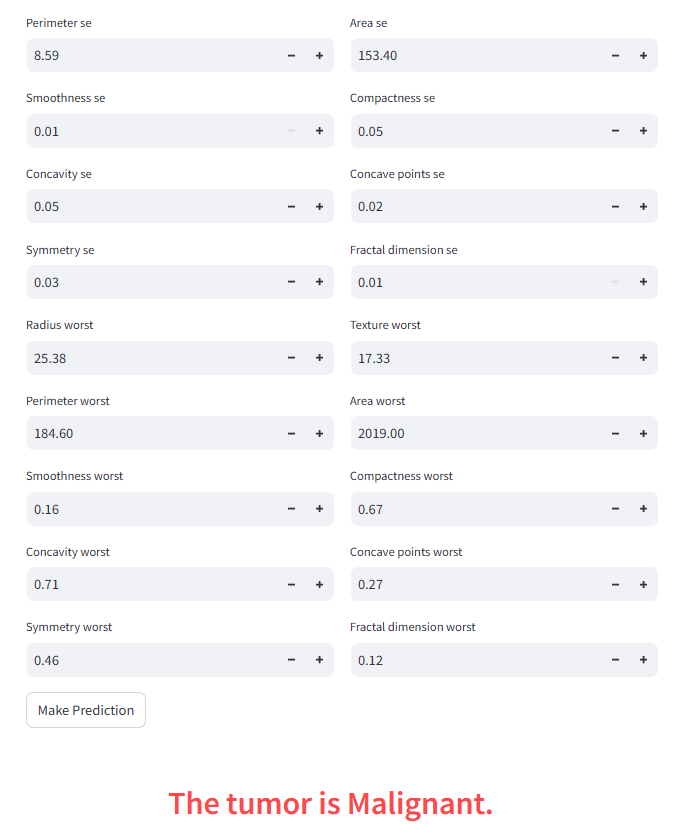 Perimeter se Area se
8.59 - + 153.40 - +
Smoothness se Compactness se
0.01 - + 0.05 - +
Concavity se Concave points se
0.05 - + 0.02 - +
Symmetry se Fractal dimension se
0.03 - + 0.01 - +
Radius worst Texture worst
25.38 - + 17.33 - +
Perimeter worst Area worst
184.60 - + 2019.00 - +
Smoothness worst Compactness worst
0.16 - + 0.67 - +
Concavity worst Concave points worst
0.71 - + 0.27 - +
Symmetry worst Fractal dimension worst
0.46 - + 0.12 - +
Make Prediction
The tumor is Malignant.